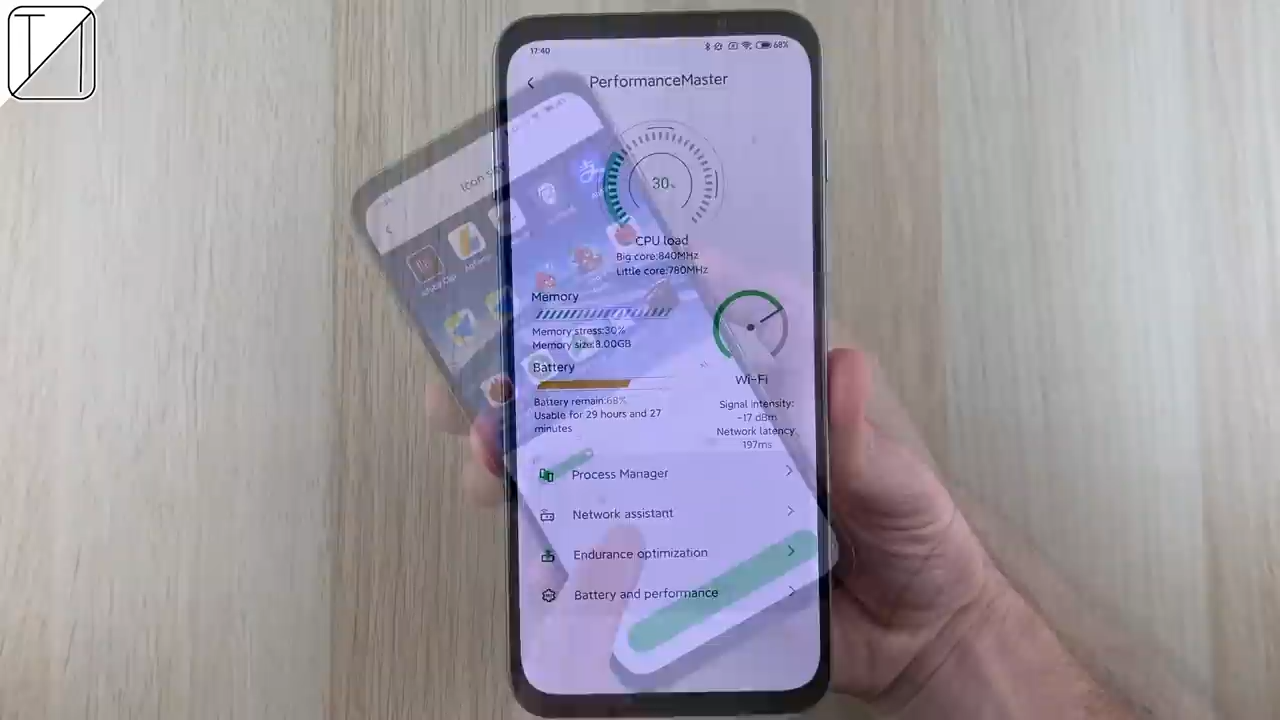 17:40
68%
PerformanceMaster
30%
CPU load
Big core:840MHz
Little core:780MHz
Memory
Memory stress:30%
Memory size:8.00GB
Battery
Battery remain:68%
Usable for 29 hours and 27
minutes
Wi-Fi
Signal intensity:
-17 dBm
Network latency
197ms
Process Manager
Network assistant
Endurance optimization
Battery and performance